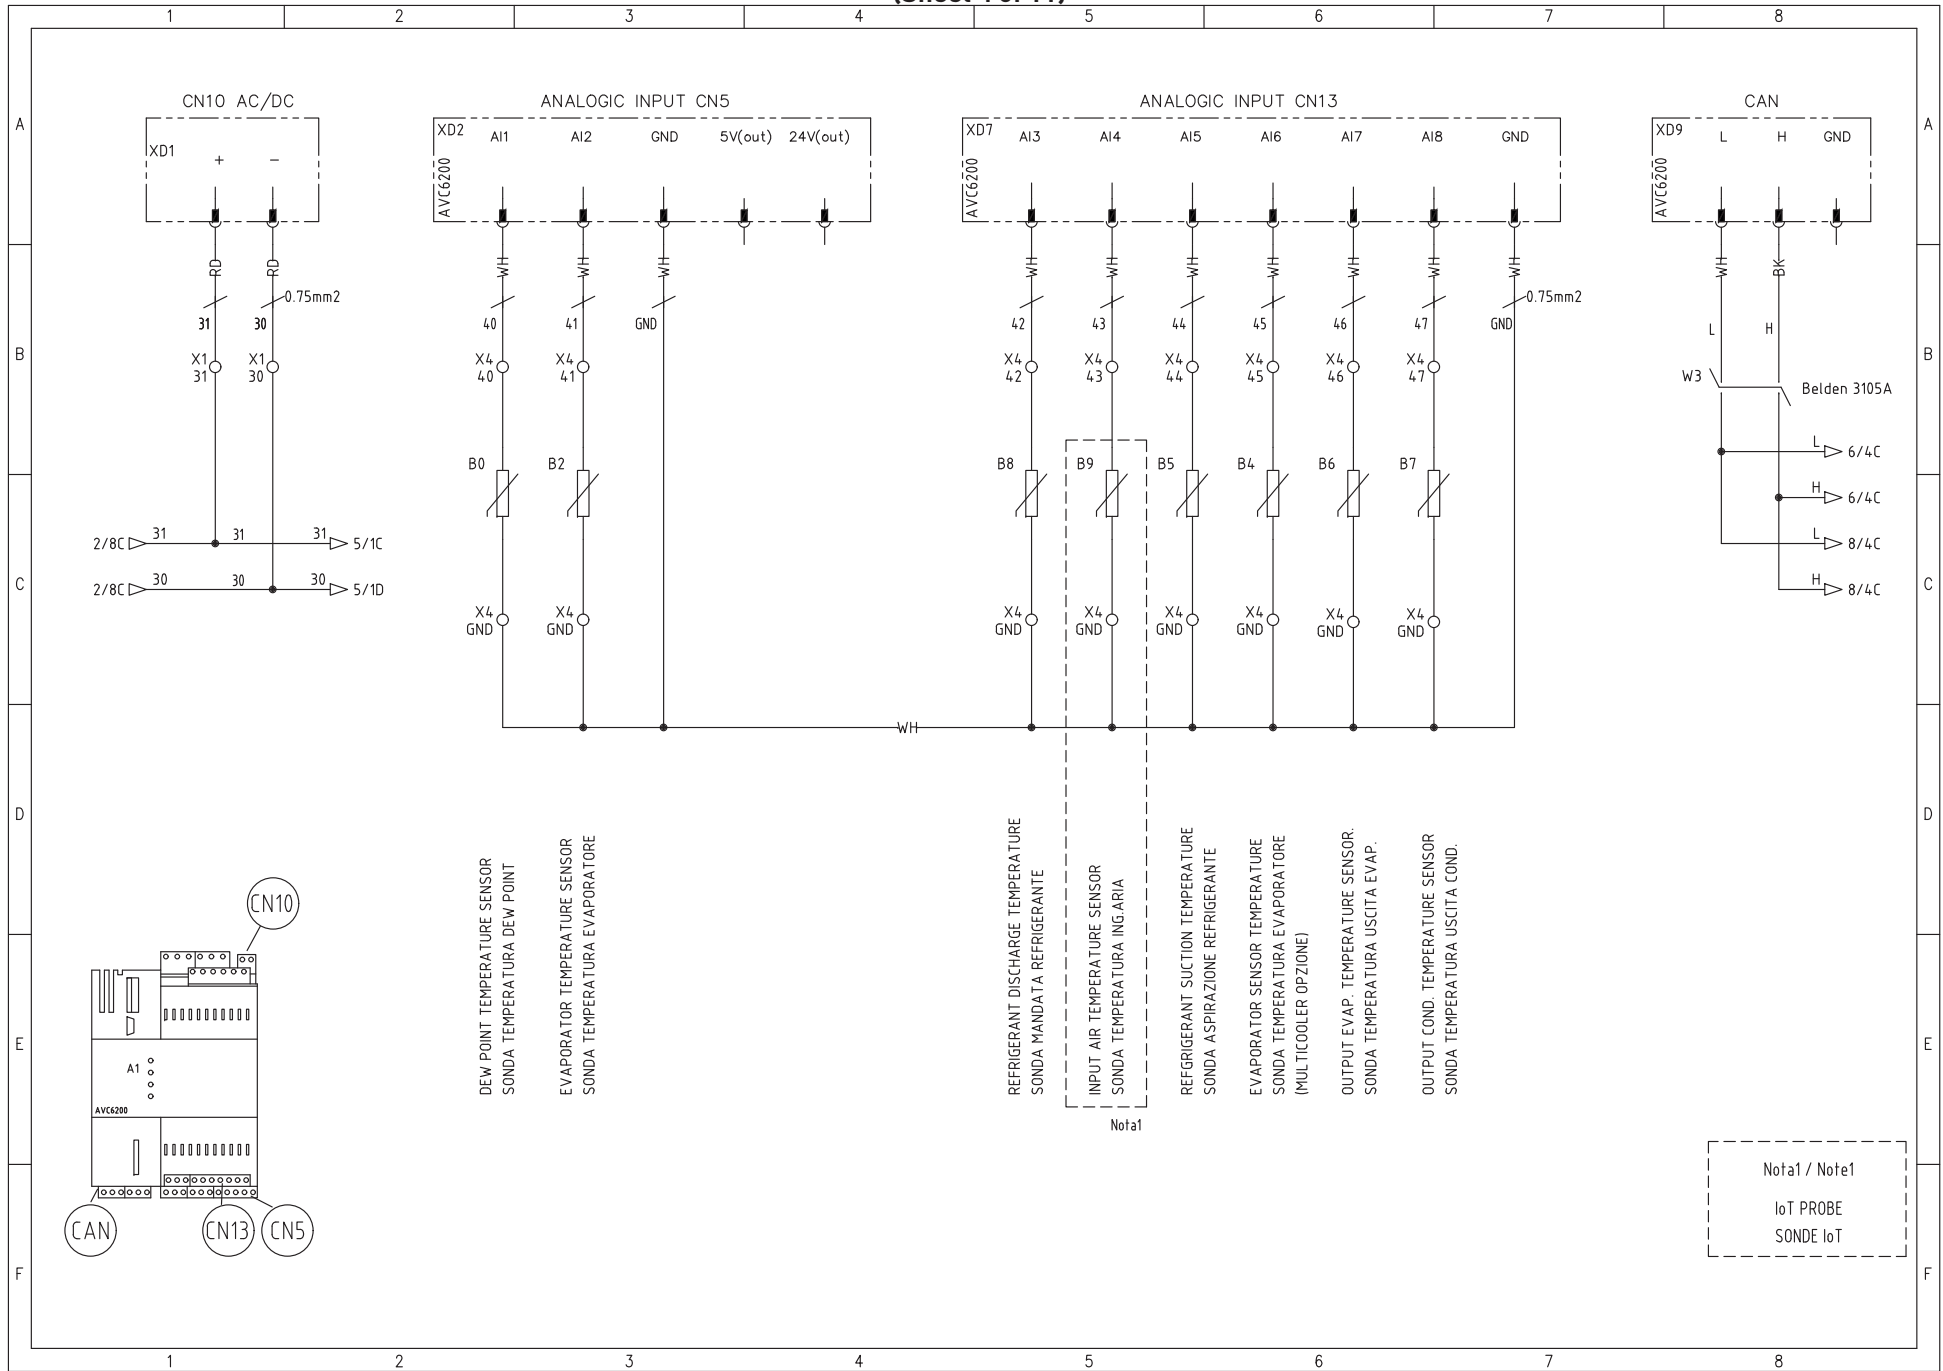 1 2 3 4 5 6 7 8
CN10 AC/DC
XD1
+ −
RD RD
0.75mm2
31 30
X1 31
X1 30
2/8C 31 31 31 5/1C
2/8C 30 30 30 5/1D
ANALOGIC INPUT CN5
XD2 AI1 AI2 GND 5V(out) 24V(out)
AVC6200
WH WH WH
40 41 GND
X4 40
X4 41
B0 B2
X4 GND
X4 GND
WH
ANALOGIC INPUT CN13
XD7 AI3 AI4 AI5 AI6 AI7 AI8 GND
AVC6200
WH WH WH WH WH WH WH
0.75mm2
42 43 44 45 46 47 GND
X4 42
X4 43
X4 44
X4 45
X4 46
X4 47
B8 B9 B5 B4 B6 B7
X4 GND
X4 GND
X4 GND
X4 GND
X4 GND
X4 GND
CAN
XD9 L H GND
AVC6200
WH BK
L H
W3 Belden 3105A
L 6/4C
H 6/4C
L 8/4C
H 8/4C
DEW POINT TEMPERATURE SENSOR
SONDA TEMPERATURA DEW POINT
EVAPORATOR TEMPERATURE SENSOR
SONDA TEMPERATURA EVAPORATORE
REFRIGERANT DISCHARGE TEMPERATURE
SONDA MANDATA REFRIGERANTE
INPUT AIR TEMPERATURE SENSOR
SONDA TEMPERATURA ING.ARIA
Nota1
REFGRIGERANT SUCTION TEMPERATURE
SONDA ASPIRAZIONE REFRIGERANTE
EVAPORATOR SENSOR TEMPERATURE
SONDA TEMPERATURA EVAPORATORE
(MULTICOOLER OPZIONE)
OUTPUT EVAP. TEMPERATURE SENSOR.
SONDA TEMPERATURA USCITA EVAP.
OUTPUT COND. TEMPERATURE SENSOR
SONDA TEMPERATURA USCITA COND.
CN10
A1
AVC6200
CAN CN13 CN5
Nota1 / Note1
IoT PROBE
SONDE IoT
A A
B B
C C
D D
E E
F F
1 2 3 4 5 6 7 8